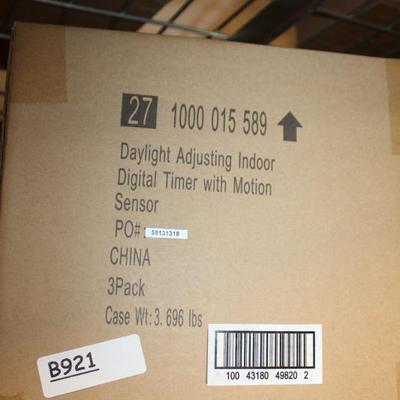 27 1000 015 589
Daylight Adjusting Indoor
Digital Timer with Motion
Sensor
PO#: 58131318
CHINA
3Pack
Case Wt: 3. 696 lbs
B921
100 43180 49820 2